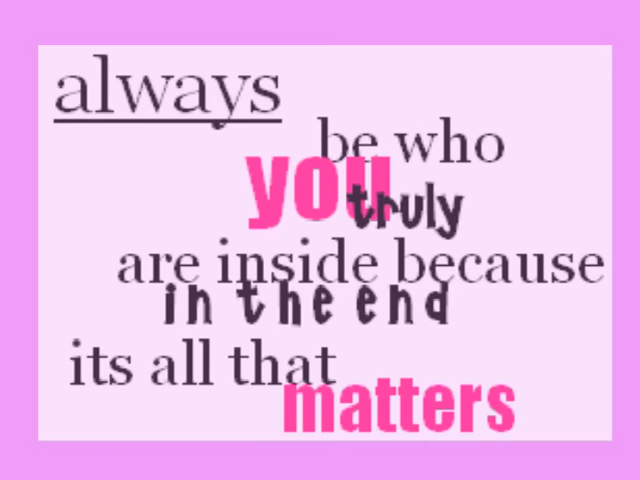 always
be who
you
truly
are inside because
in the end
its all that
matters